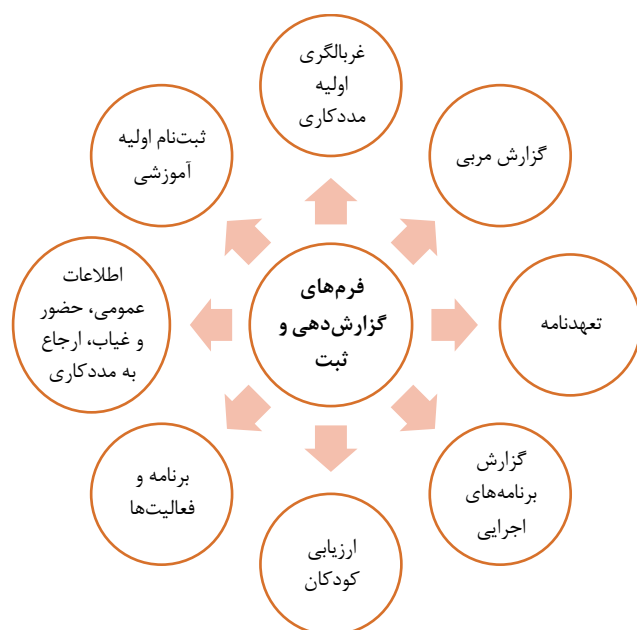 فرم‌های
گزارش‌دهی و
ثبت
غربالگری
اولیه
مددکاری
گزارش مربی
تعهدنامه
گزارش
برنامه‌های
اجرایی
ارزیابی
کودکان
برنامه و
فعالیت‌ها
اطلاعات
عمومی، حضور
و غیاب، ارجاع
به مددکاری
ثبت‌نام اولیه
آموزشی